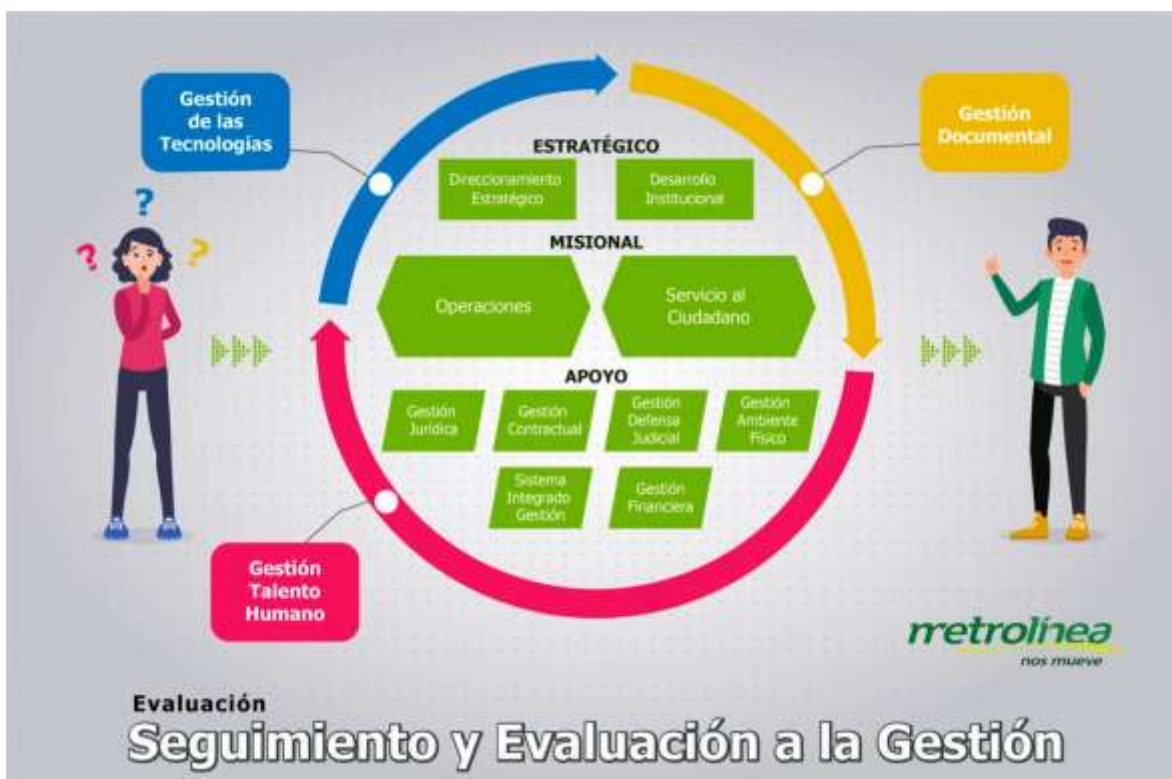 Gestión
de las
Tecnologías
Gestión
Documental
ESTRATÉGICO
Direccionamiento
Estratégico
Desarrollo
Institucional
?
?
?
MISIONAL
Operaciones
Servicio al
Ciudadano
APOYO
Gestión
Jurídica
Gestión
Contractual
Gestión
Defensa
Judicial
Gestión
Ambiente
Físico
Sistema
Integrado
Gestión
Gestión
Financiera
Gestión
Talento
Humano
metrolínea
nos mueve
Evaluación
Seguimiento y Evaluación a la Gestión